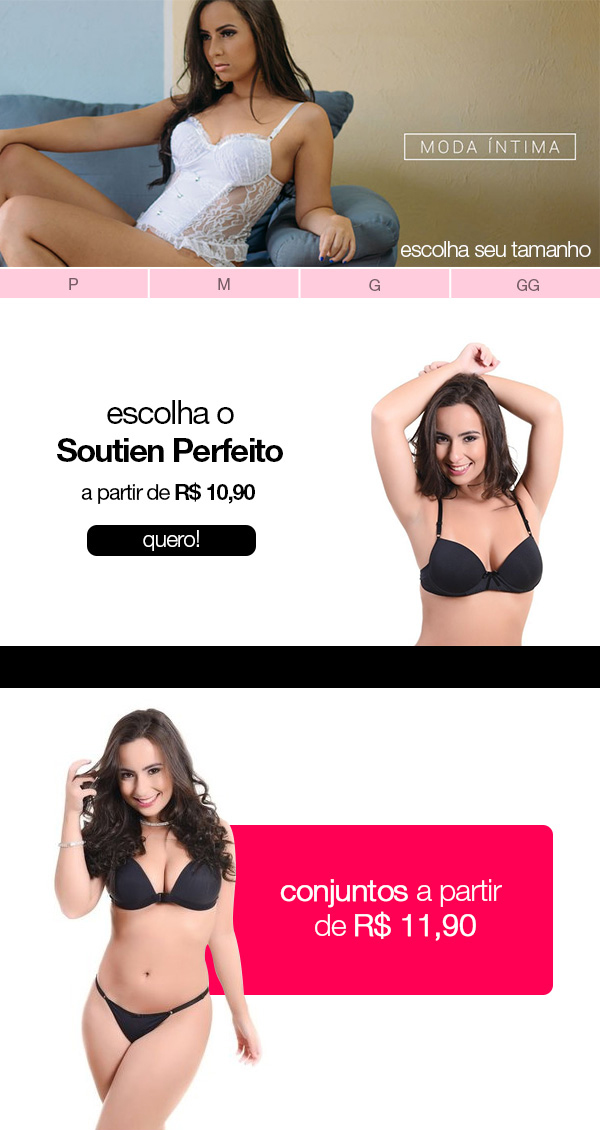 MODA ÍNTIMA
escolha seu tamanho
P M G GG
escolha o
Soutien Perfeito
a partir de R$ 10,90
quero!
conjuntos a partir
de R$ 11,90